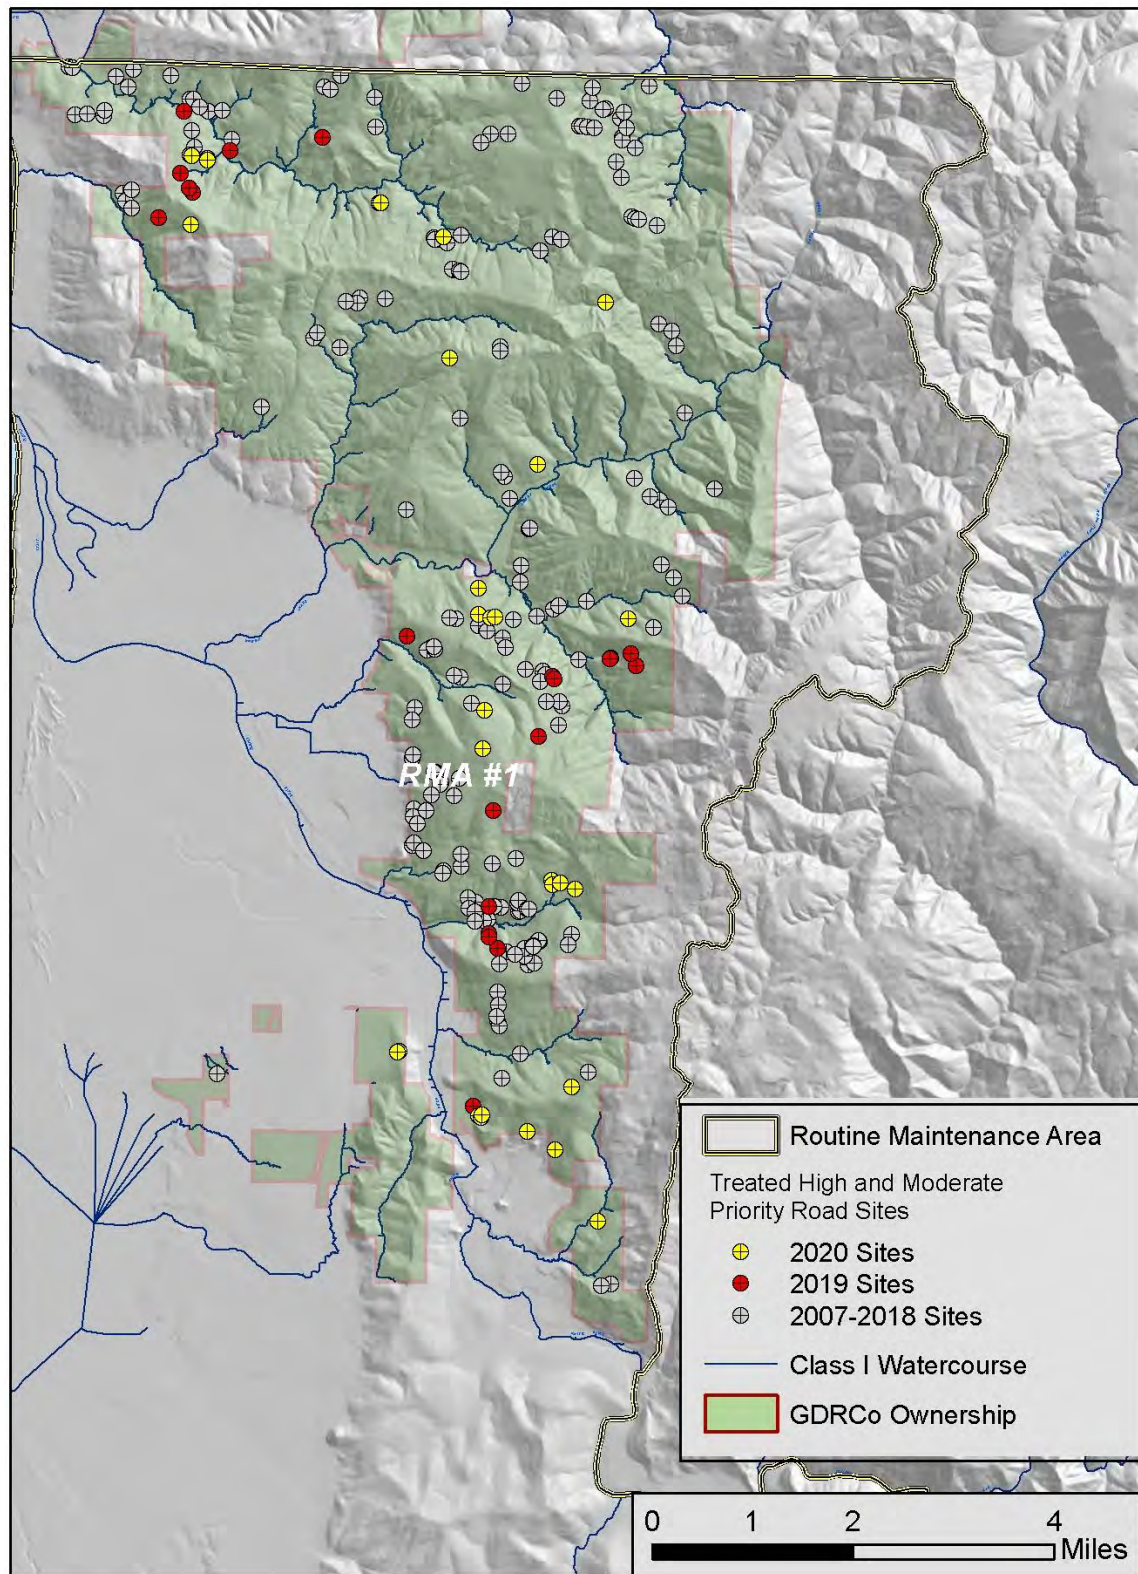 RMA #1
Routine Maintenance Area
Treated High and Moderate
Priority Road Sites
2020 Sites
2019 Sites
2007-2018 Sites
Class I Watercourse
GDRCo Ownership
0 1 2 4
Miles